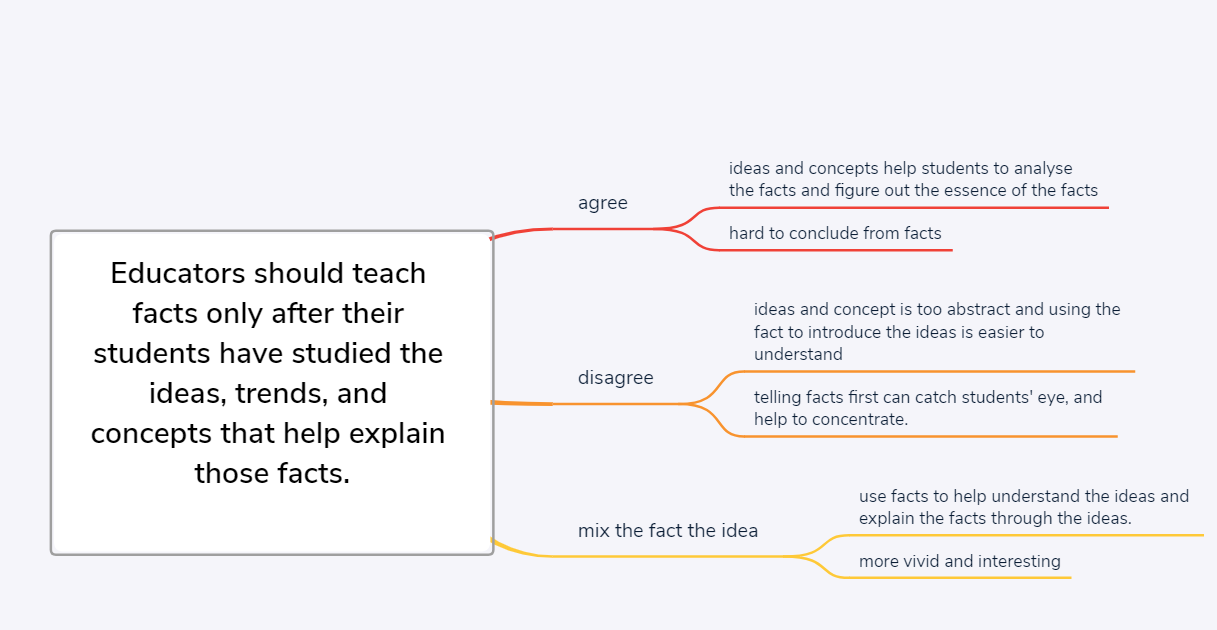 Educators should teach
facts only after their
students have studied the
ideas, trends, and
concepts that help explain
those facts.
agree
ideas and concepts help students to analyse
the facts and figure out the essence of the facts
hard to conclude from facts
disagree
ideas and concept is too abstract and using the
fact to introduce the ideas is easier to
understand
telling facts first can catch students' eye, and
help to concentrate.
mix the fact the idea
use facts to help understand the ideas and
explain the facts through the ideas.
more vivid and interesting